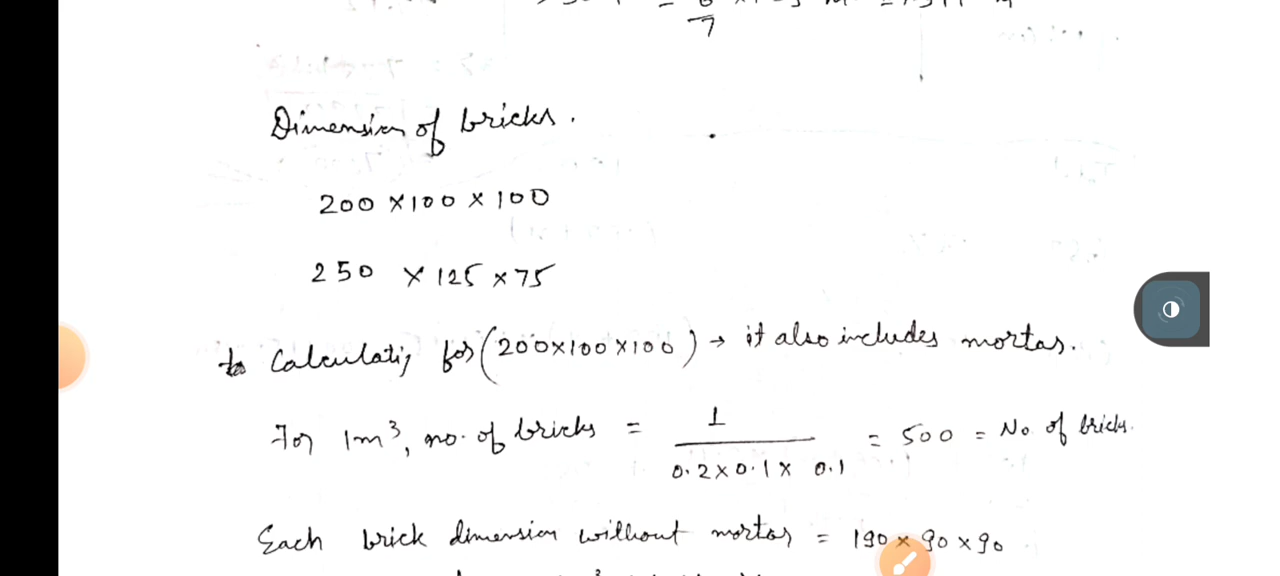 7
Dimension of bricks.
200 × 100 × 100
250 × 125 × 75
Calculatig for (200×100×100) → it also includes mortar.
For 1m³, no. of bricks = 1 / 0.2×0.1× 0.1 = 500 = No of bricks.
Each brick dimension without mortar = 190 × 90 × 90